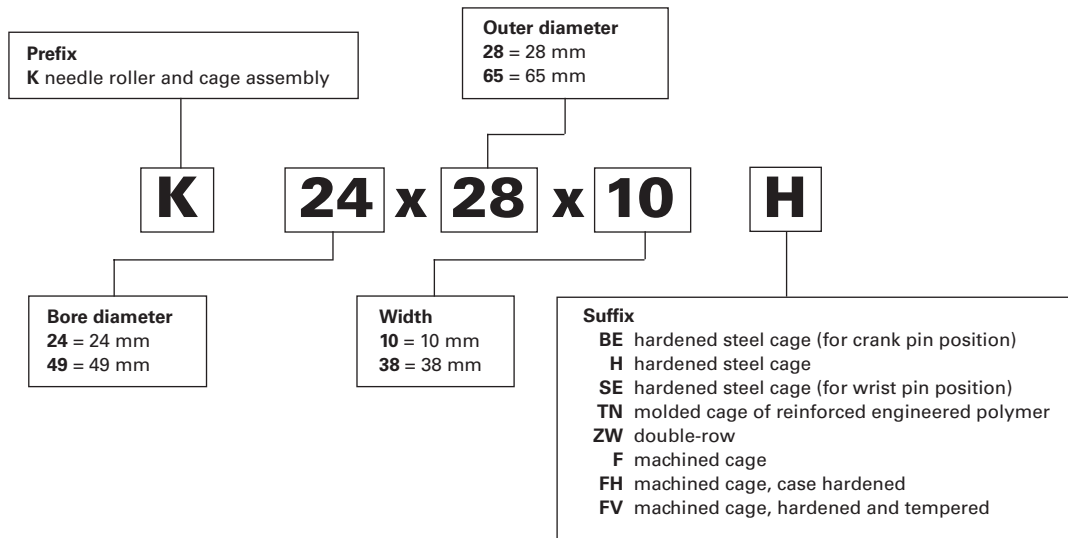 Outer diameter
28 = 28 mm
65 = 65 mm
Prefix
K needle roller and cage assembly
K 24 x 28 x 10 H
Bore diameter
24 = 24 mm
49 = 49 mm
Width
10 = 10 mm
38 = 38 mm
Suffix
BE hardened steel cage (for crank pin position)
H hardened steel cage
SE hardened steel cage (for wrist pin position)
TN molded cage of reinforced engineered polymer
ZW double-row
F machined cage
FH machined cage, case hardened
FV machined cage, hardened and tempered